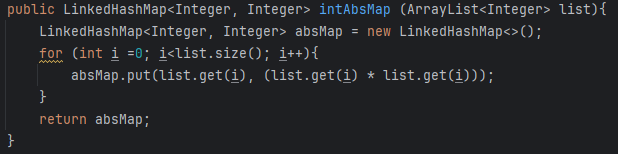 public LinkedHashMap<Integer, Integer> intAbsMap (ArrayList<Integer> list){
    LinkedHashMap<Integer, Integer> absMap = new LinkedHashMap<>();
    for (int i =0; i<list.size(); i++){
        absMap.put(list.get(i), (list.get(i) * list.get(i)));
    }
    return absMap;
}